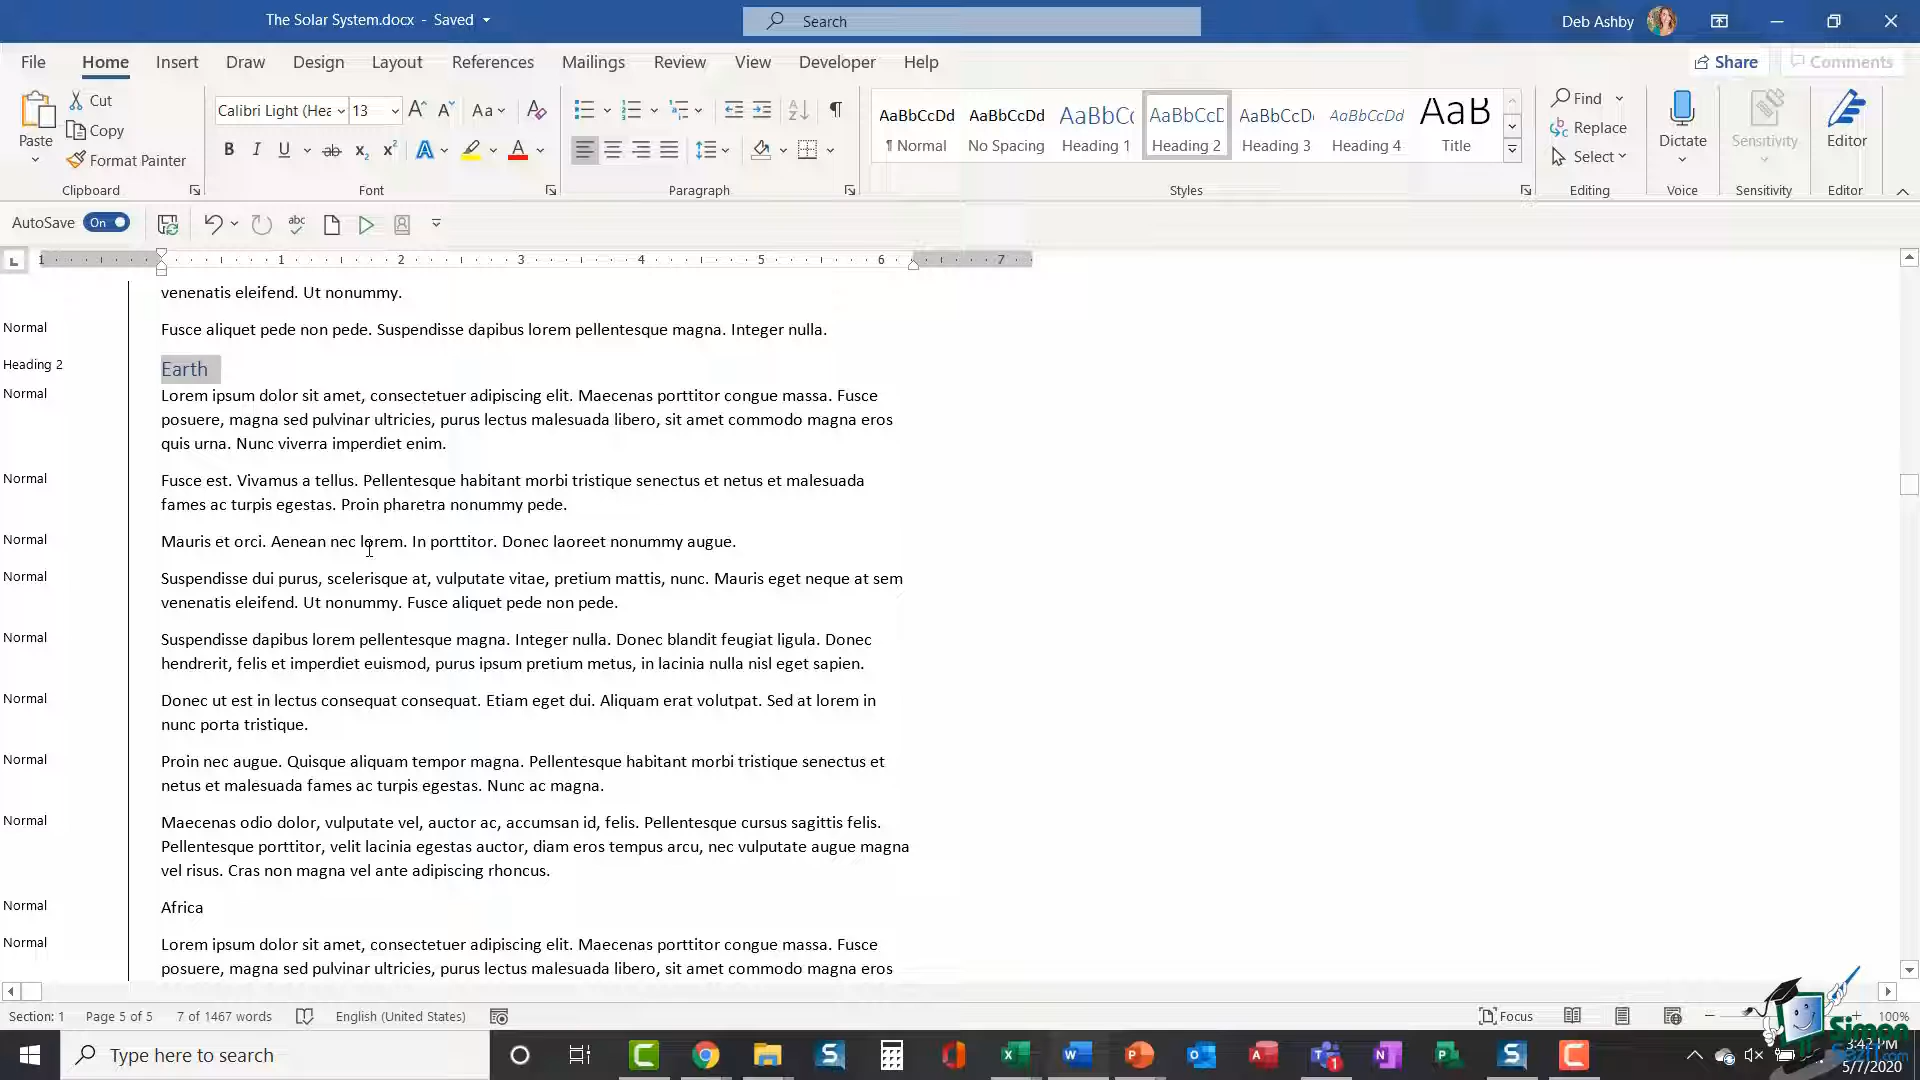 The Solar System.docx - Saved
Search
Deb Ashby
File Home Insert Draw Design Layout References Mailings Review View Developer Help
Share Comments
Paste
Cut
Copy
Format Painter
Clipboard
Calibri Light (Hea 13
Font
Paragraph
AaBbCcDd AaBbCcDd AaBbCc AaBbCcD AaBbCcD AaBbCcDd AaB
¶ Normal No Spacing Heading 1 Heading 2 Heading 3 Heading 4 Title
Styles
Find
Replace
Select
Editing
Dictate
Voice
Sensitivity
Sensitivity
Editor
Editor
AutoSave On
1 1 2 3 4 5 6 7
venenatis eleifend. Ut nonummy.
Normal Fusce aliquet pede non pede. Suspendisse dapibus lorem pellentesque magna. Integer nulla.
Heading 2 Earth
Normal Lorem ipsum dolor sit amet, consectetuer adipiscing elit. Maecenas porttitor congue massa. Fusce
posuere, magna sed pulvinar ultricies, purus lectus malesuada libero, sit amet commodo magna eros
quis urna. Nunc viverra imperdiet enim.
Normal Fusce est. Vivamus a tellus. Pellentesque habitant morbi tristique senectus et netus et malesuada
fames ac turpis egestas. Proin pharetra nonummy pede.
Normal Mauris et orci. Aenean nec lorem. In porttitor. Donec laoreet nonummy augue.
Normal Suspendisse dui purus, scelerisque at, vulputate vitae, pretium mattis, nunc. Mauris eget neque at sem
venenatis eleifend. Ut nonummy. Fusce aliquet pede non pede.
Normal Suspendisse dapibus lorem pellentesque magna. Integer nulla. Donec blandit feugiat ligula. Donec
hendrerit, felis et imperdiet euismod, purus ipsum pretium metus, in lacinia nulla nisl eget sapien.
Normal Donec ut est in lectus consequat consequat. Etiam eget dui. Aliquam erat volutpat. Sed at lorem in
nunc porta tristique.
Normal Proin nec augue. Quisque aliquam tempor magna. Pellentesque habitant morbi tristique senectus et
netus et malesuada fames ac turpis egestas. Nunc ac magna.
Normal Maecenas odio dolor, vulputate vel, auctor ac, accumsan id, felis. Pellentesque cursus sagittis felis.
Pellentesque porttitor, velit lacinia egestas auctor, diam eros tempus arcu, nec vulputate augue magna
vel risus. Cras non magna vel ante adipiscing rhoncus.
Normal Africa
Normal Lorem ipsum dolor sit amet, consectetuer adipiscing elit. Maecenas porttitor congue massa. Fusce
posuere, magna sed pulvinar ultricies, purus lectus malesuada libero, sit amet commodo magna eros
Section: 1 Page 5 of 5 7 of 1467 words English (United States) Focus 100%
Type here to search
3:42 PM
5/7/2020
Simon